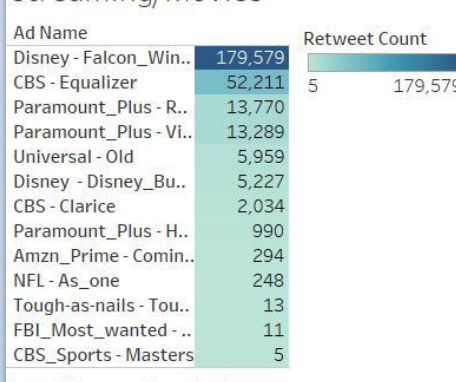 Ad Name
Retweet Count
Disney - Falcon_Win.. 179,579
CBS - Equalizer 52,211
5 179,579
Paramount_Plus - R.. 13,770
Paramount_Plus - Vi.. 13,289
Universal - Old 5,959
Disney - Disney_Bu.. 5,227
CBS - Clarice 2,034
Paramount_Plus - H.. 990
Amzn_Prime - Comin.. 294
NFL - As_one 248
Tough-as-nails - Tou.. 13
FBI_Most_wanted - .. 11
CBS_Sports - Masters 5